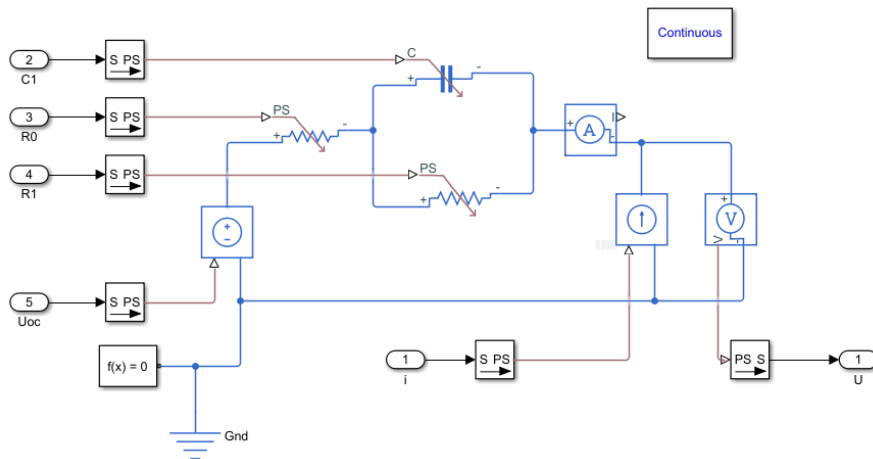 Continuous
2
C1
S PS
C
+
-
3
R0
S PS
PS
+
-
+
A
-
I
4
R1
S PS
PS
+
-
+
-
+
V
V
-
5
Uoc
S PS
f(x) = 0
1
i
S PS
PS S
1
U
Gnd